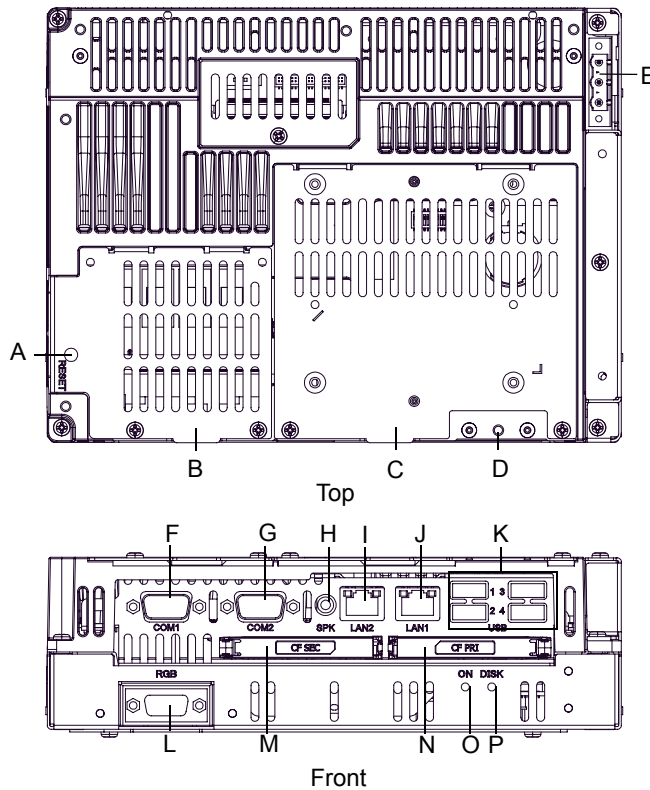 E
A
RESET
B
C
D
Top
F
G
H
I
J
K
1 3
2 4
COM1
COM2
SPK
LAN2
LAN1
USB
CF SEC
CF PRI
RGB
ON DISK
L
M
N
O
P
Front